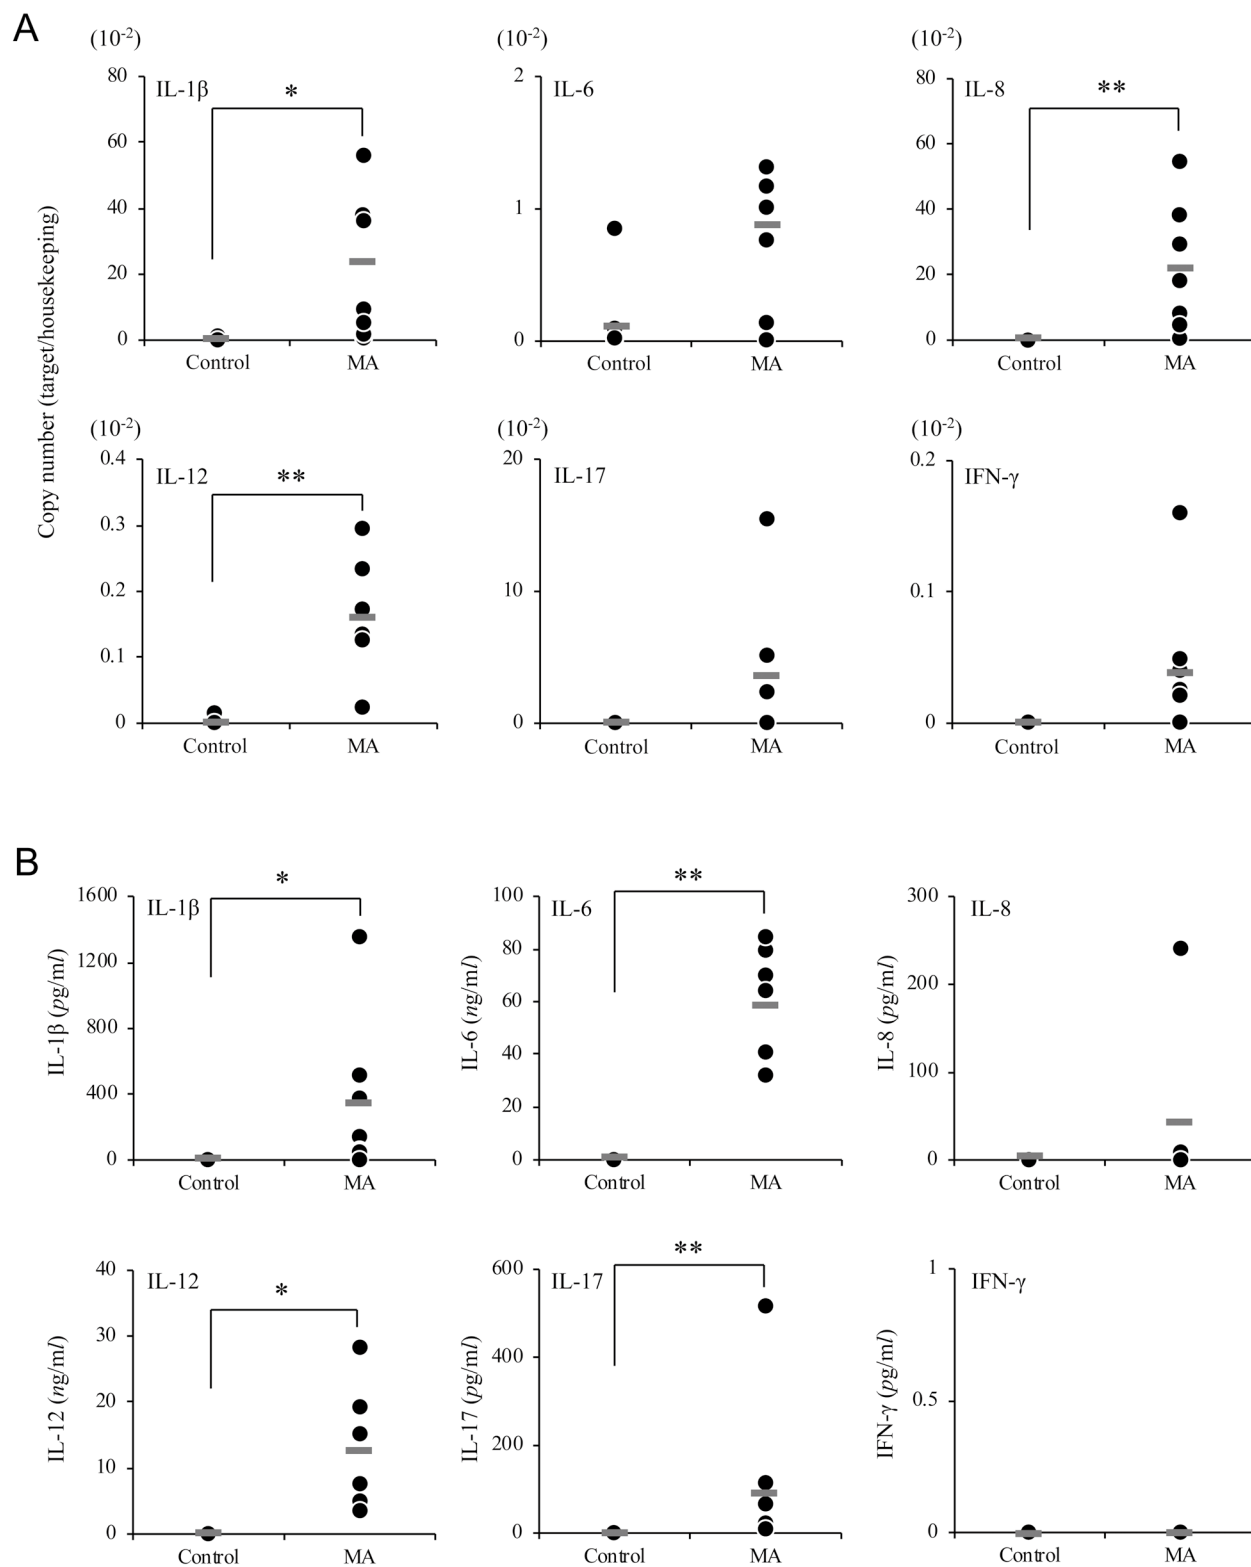 A
(10-2) (10-2) (10-2)
IL-1β * IL-6 IL-8 **
80 2 80
60 60
40 1 40
20 20
0 0 0
Control MA Control MA Control MA
Copy number (target/housekeeping)
(10-2) (10-2) (10-2)
IL-12 ** IL-17 IFN-γ
0.4 20 0.2
0.3
0.2 10 0.1
0.1
0 0 0
Control MA Control MA Control MA
B
IL-1β * IL-6 ** IL-8
1600 100 300
1200 80
800 60 200
400 40 100
20
0 0 0
IL-1β (pg/ml) IL-6 (ng/ml) IL-8 (pg/ml)
Control MA Control MA Control MA
IL-12 * IL-17 ** IFN-γ
40 600 1
30 400
20 0.5
10 200
0 0 0
IL-12 (ng/ml) IL-17 (pg/ml) IFN-γ (pg/ml)
Control MA Control MA Control MA